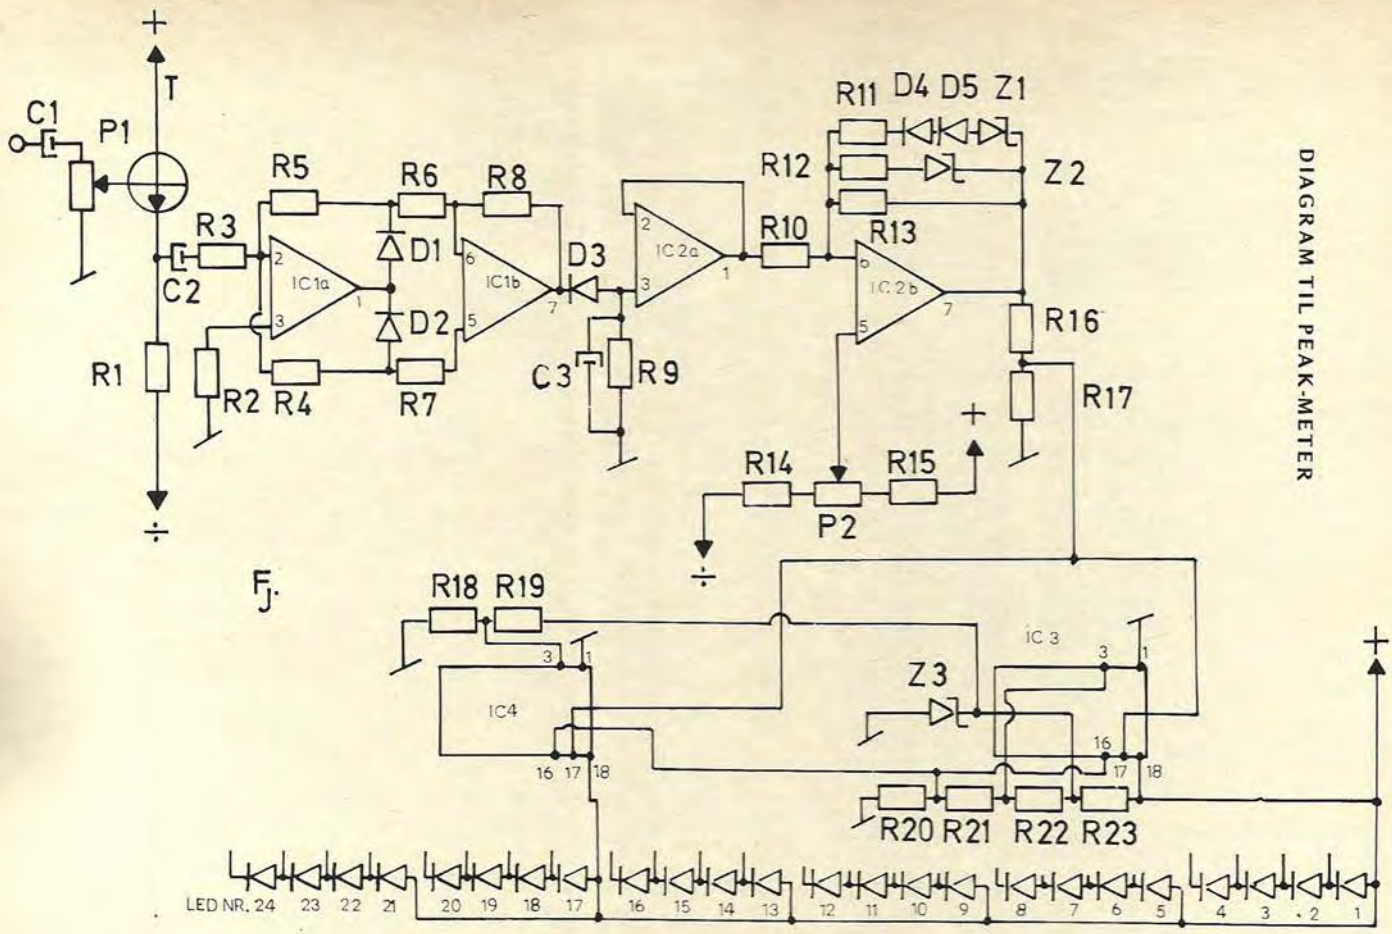 DIAGRAM TIL PEAK-METER
+
T
C1
P1
R1
÷
C2
R3
R2
R5
R4
2
3
IC1a
1
D1
D2
R6
R7
R8
6
5
IC1b
7
D3
C3
R9
2
3
IC2a
1
R10
R11 D4 D5 Z1
R12
Z2
R13
6
5
IC2b
7
R16
R17
+
R14
P2
R15
÷
Fj.
R18 R19
3
1
IC4
16 17 18
IC3
3
1
Z3
16
17
18
+
R20 R21 R22 R23
LED NR. 24 23 22 21 20 19 18 17 16 15 14 13 12 11 10 9 8 7 6 5 4 3 2 1